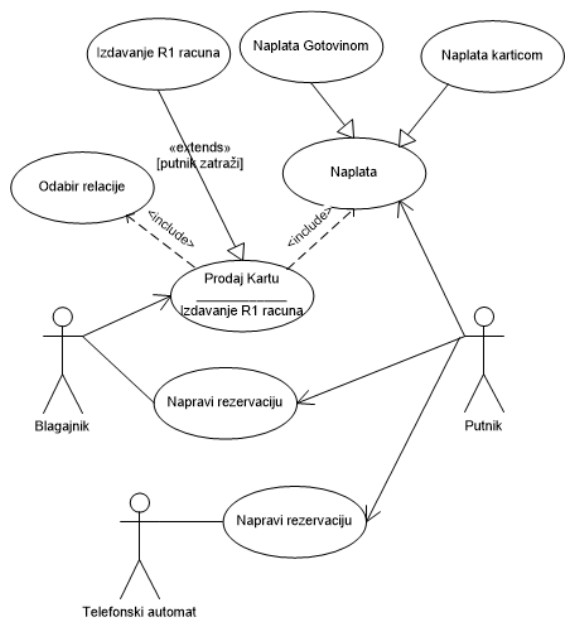 Izdavanje R1 racuna
Naplata Gotovinom
Naplata karticom
«extends»
[putnik zatraži]
Naplata
Odabir relacije
<include>
<include>
Prodaj Kartu
Izdavanje R1 racuna
Blagajnik
Napravi rezervaciju
Putnik
Napravi rezervaciju
Telefonski automat